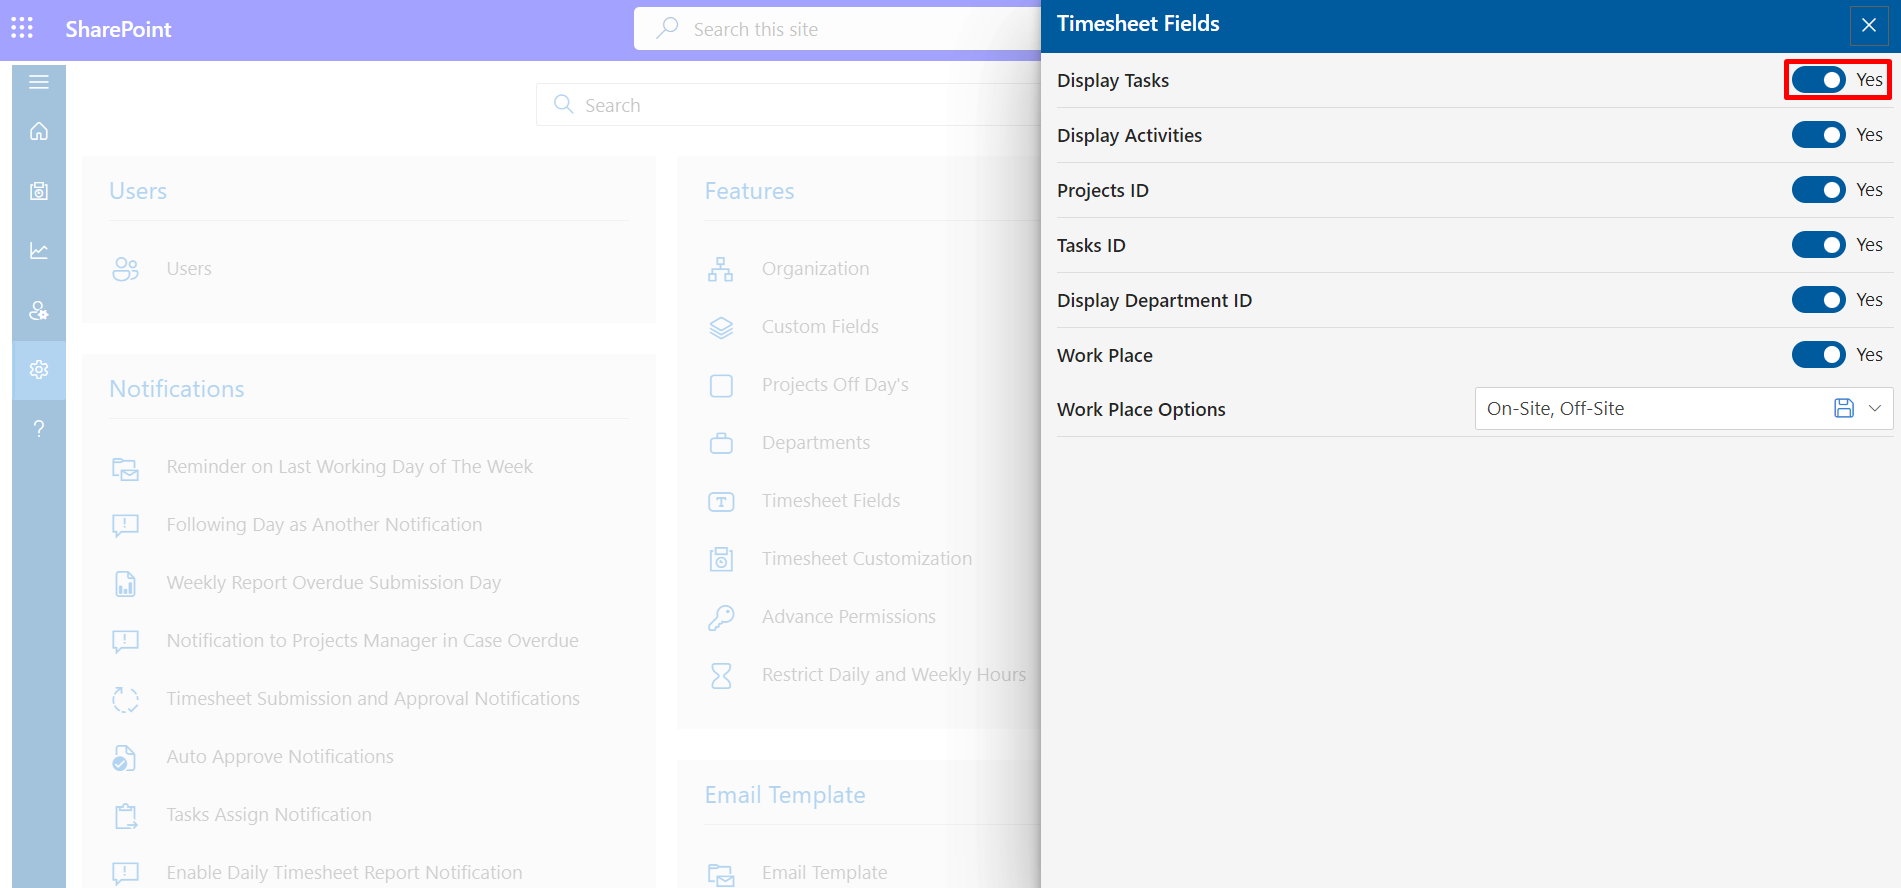 SharePoint
Search this site
Search
Users
Users
Notifications
Reminder on Last Working Day of The Week
Following Day as Another Notification
Weekly Report Overdue Submission Day
Notification to Projects Manager in Case Overdue
Timesheet Submission and Approval Notifications
Auto Approve Notifications
Tasks Assign Notification
Enable Daily Timesheet Report Notification
Features
Organization
Custom Fields
Projects Off Day's
Departments
Timesheet Fields
Timesheet Customization
Advance Permissions
Restrict Daily and Weekly Hours
Email Template
Email Template
Timesheet Fields
Display Tasks Yes
Display Activities Yes
Projects ID Yes
Tasks ID Yes
Display Department ID Yes
Work Place Yes
Work Place Options On-Site, Off-Site